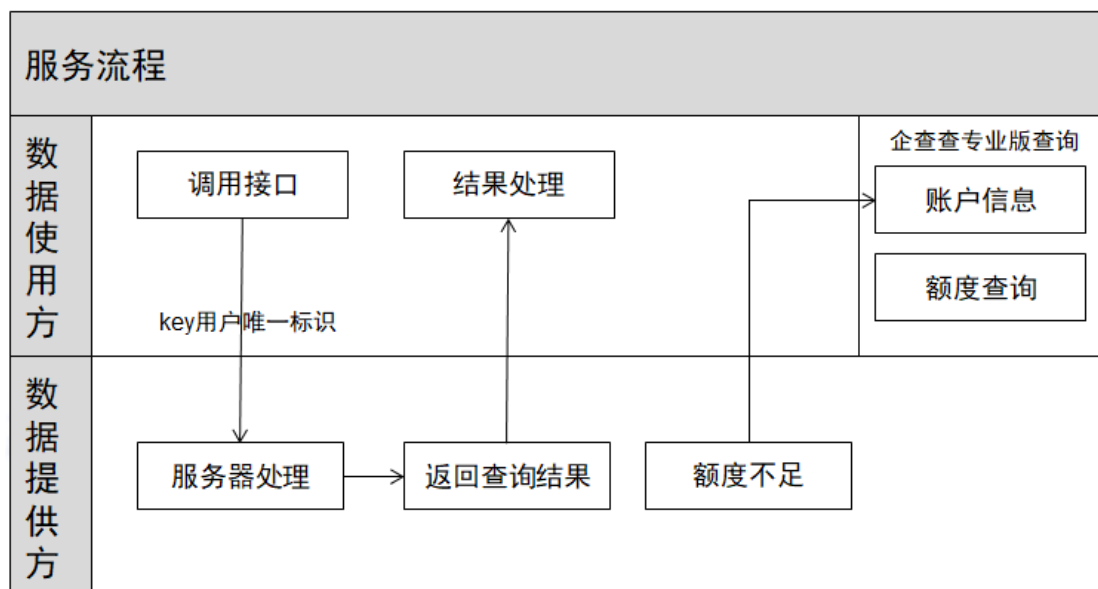 服务流程
数据使用方
调用接口
结果处理
企查查专业版查询
账户信息
额度查询
key用户唯一标识
数据提供方
服务器处理
返回查询结果
额度不足